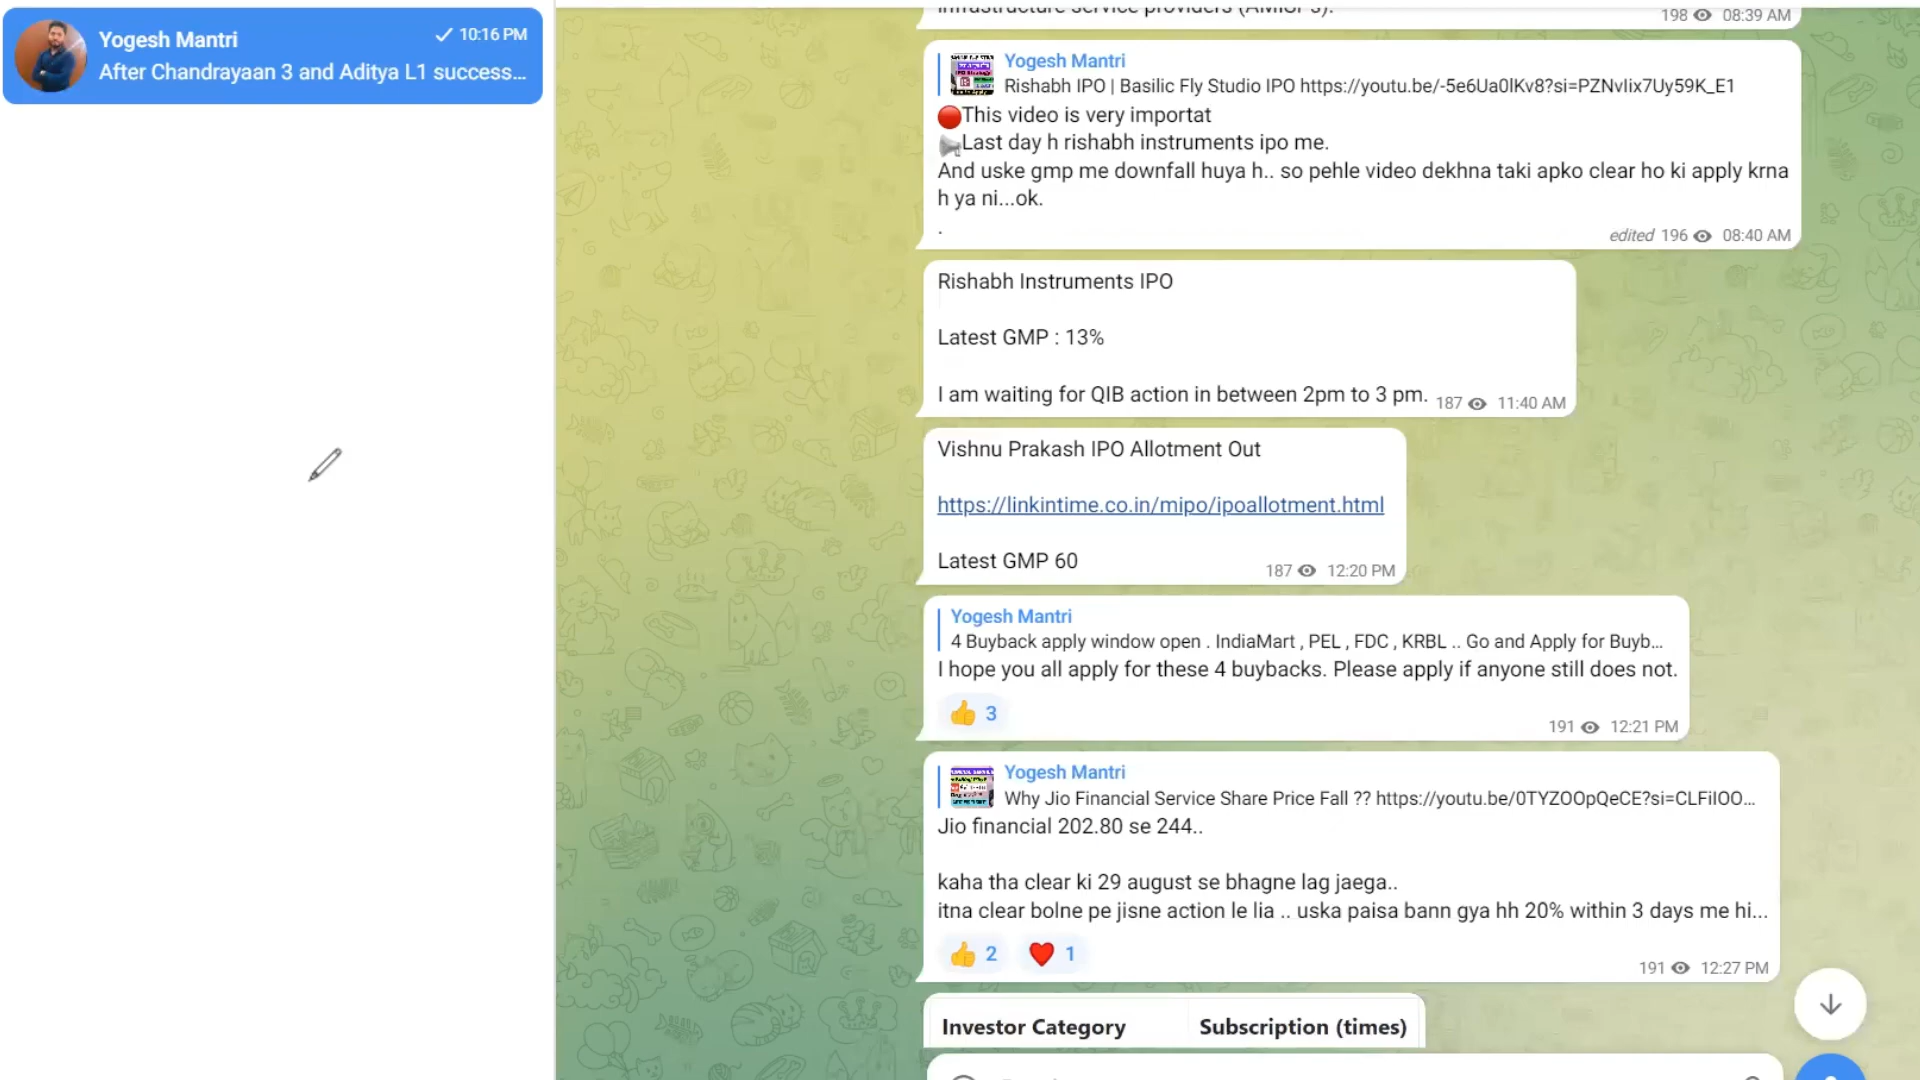 Yogesh Mantri
10:16 PM
After Chandrayaan 3 and Aditya L1 success...
infrastructure service providers (AMISPs).
198 08:39 AM
Yogesh Mantri
Rishabh IPO | Basilic Fly Studio IPO https://youtu.be/-5e6Ua0lKv8?si=PZNvIix7Uy59K_E1
🔴This video is very importat
📢Last day h rishabh instruments ipo me.
And uske gmp me downfall huya h.. so pehle video dekhna taki apko clear ho ki apply krna
h ya ni...ok.
.
edited 196 08:40 AM
Rishabh Instruments IPO
Latest GMP : 13%
I am waiting for QIB action in between 2pm to 3 pm.
187 11:40 AM
Vishnu Prakash IPO Allotment Out
https://linkintime.co.in/mipo/ipoallotment.html
Latest GMP 60
187 12:20 PM
Yogesh Mantri
4 Buyback apply window open . IndiaMart , PEL , FDC , KRBL .. Go and Apply for Buyb...
I hope you all apply for these 4 buybacks. Please apply if anyone still does not.
👍 3
191 12:21 PM
Yogesh Mantri
Why Jio Financial Service Share Price Fall ?? https://youtu.be/0TYZOOpQeCE?si=CLFiIOO...
Jio financial 202.80 se 244..
kaha tha clear ki 29 august se bhagne lag jaega..
itna clear bolne pe jisne action le lia .. uska paisa bann gya hh 20% within 3 days me hi...
👍 2 ❤️ 1
191 12:27 PM
Investor Category Subscription (times)